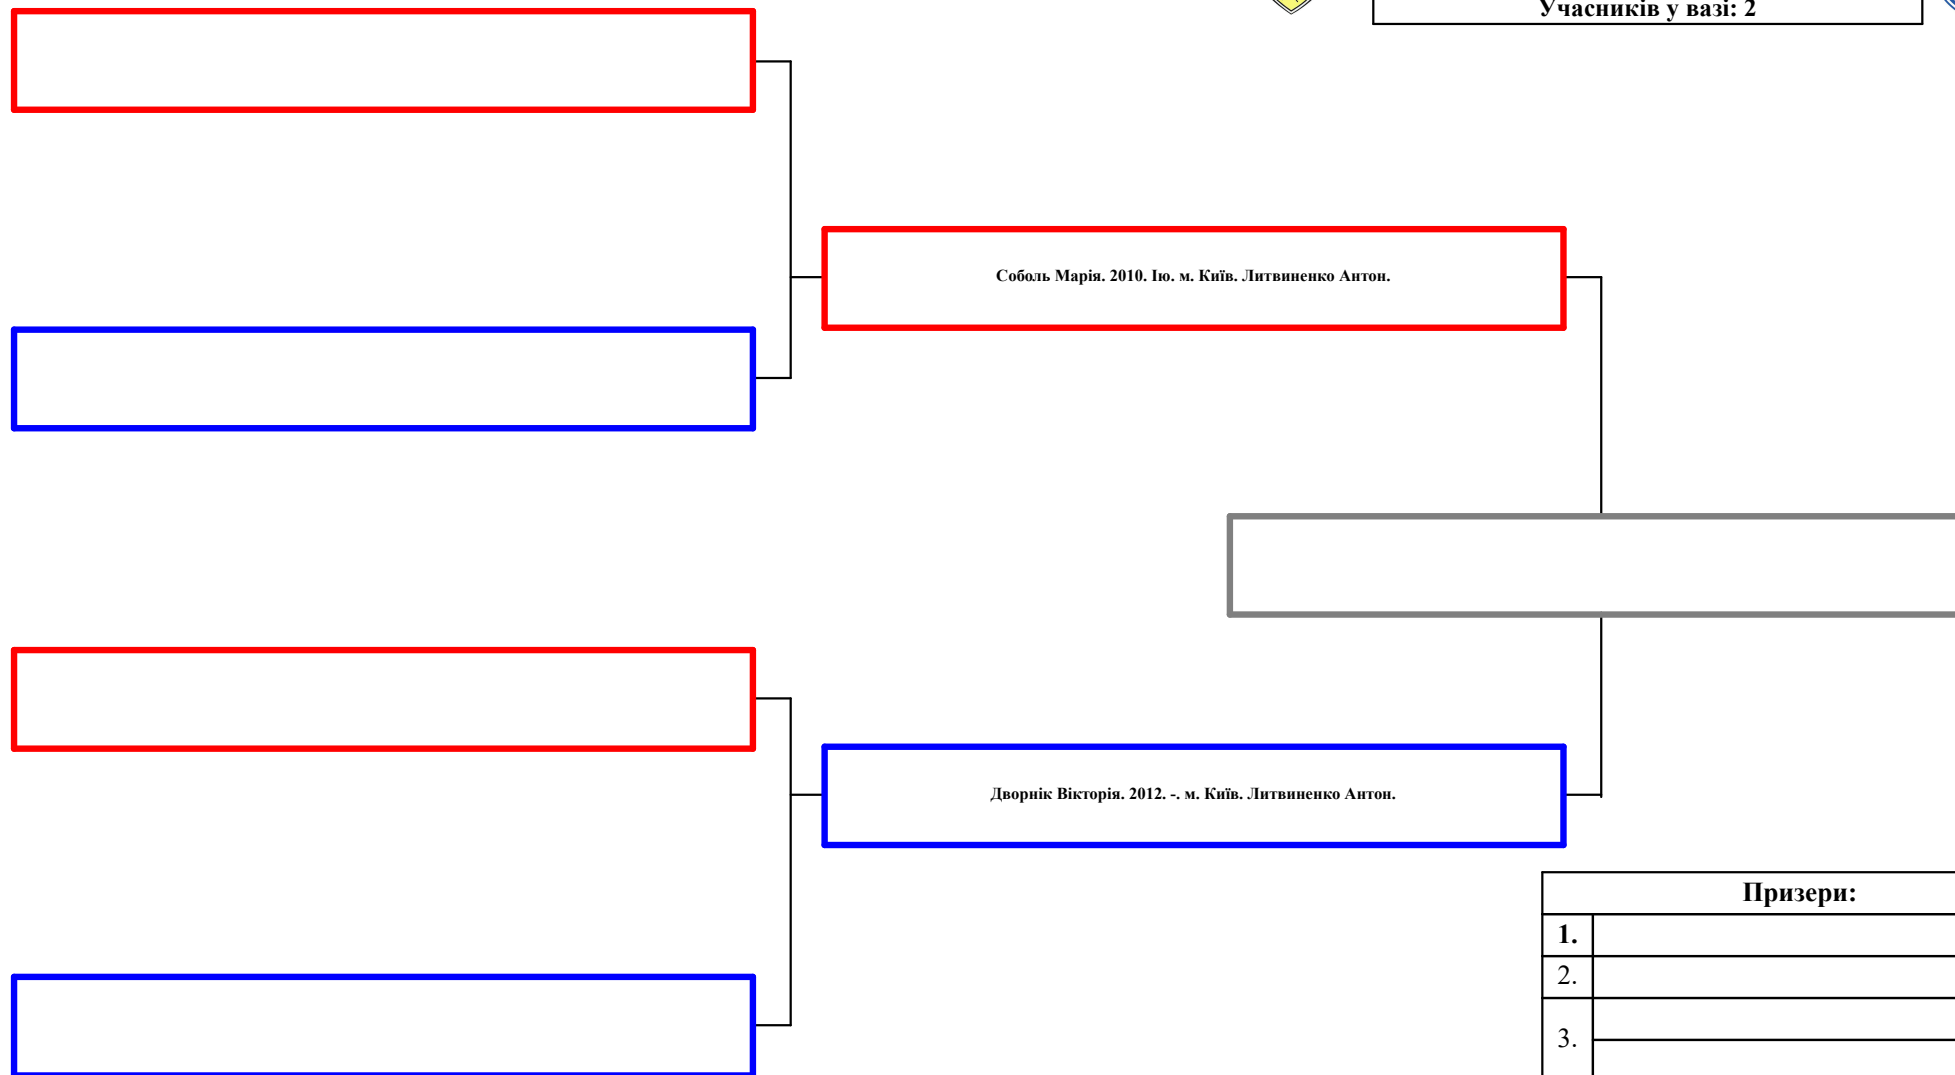 Учасників у вазі: 2
Соболь Марія. 2010. Ію. м. Київ. Литвиненко Антон.
Дворнік Вікторія. 2012. -. м. Київ. Литвиненко Антон.
Призери:
1.
2.
3.